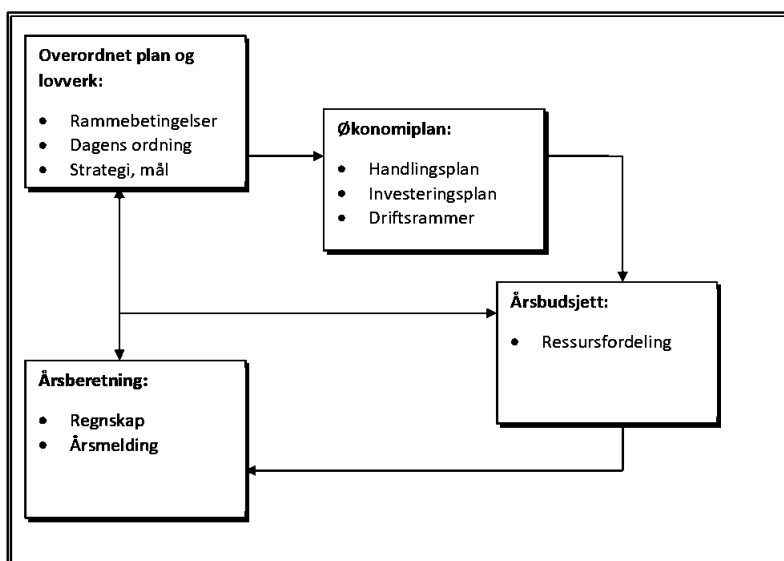 Overordnet plan og
lovverk:
• Rammebetingelser
• Dagens ordning
• Strategi, mål
Økonomiplan:
• Handlingsplan
• Investeringsplan
• Driftsrammer
Årsbudsjett:
• Ressursfordeling
Årsberetning:
• Regnskap
• Årsmelding